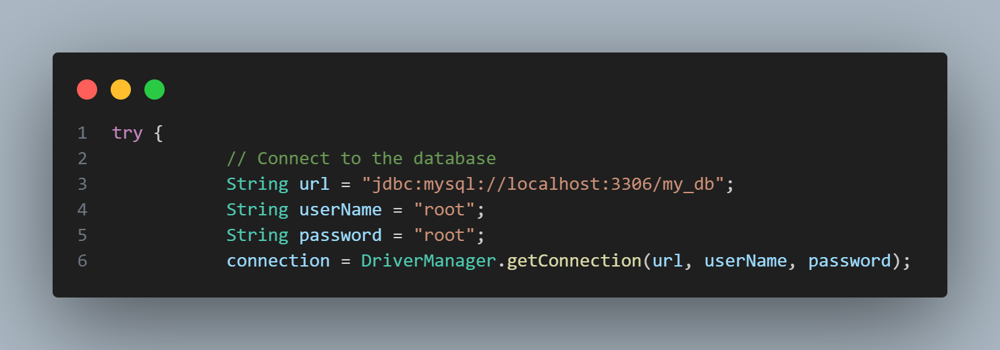 1 try {
2 // Connect to the database
3 String url = "jdbc:mysql://localhost:3306/my_db";
4 String userName = "root";
5 String password = "root";
6 connection = DriverManager.getConnection(url, userName, password);